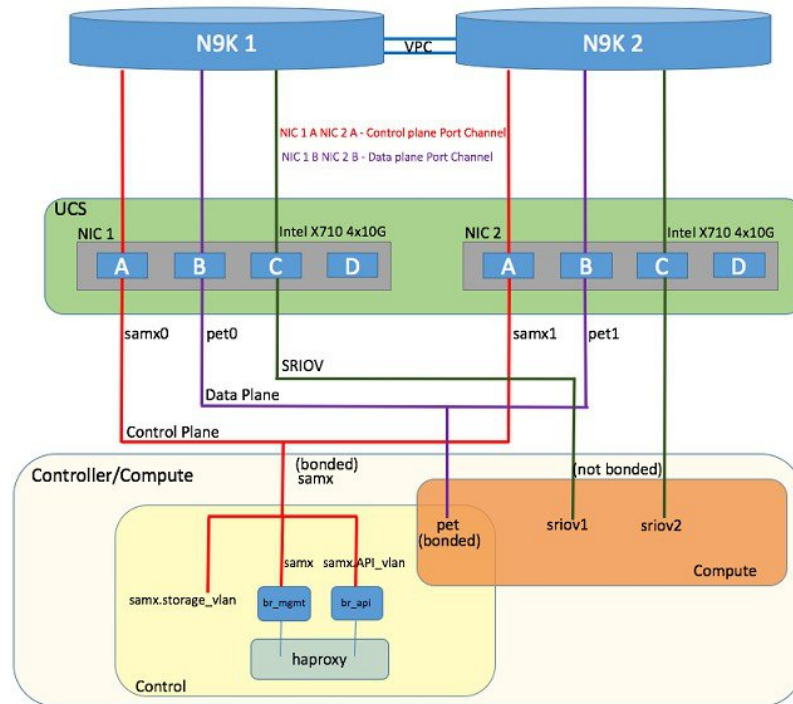 N9K 1
VPC
N9K 2
NIC 1 A NIC 2 A - Control plane Port Channel
NIC 1 B NIC 2 B - Data plane Port Channel
UCS
NIC 1
Intel X710 4x10G
NIC 2
Intel X710 4x10G
A
B
C
D
A
B
C
D
samx0
pet0
samx1
pet1
SRIOV
Data Plane
Control Plane
Controller/Compute
(bonded)
samx
(not bonded)
pet
(bonded)
sriov1
sriov2
Compute
samx
samx.API_vlan
samx.storage_vlan
br_mgmt
br_api
haproxy
Control